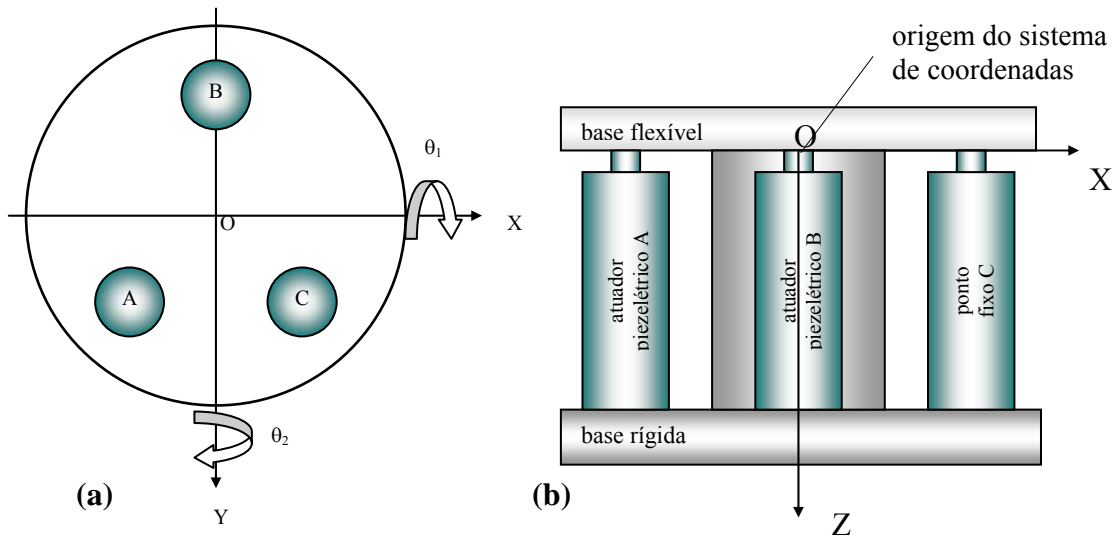 B
θ1
O
X
A
C
θ2
(a)
Y
origem do sistema
de coordenadas
base flexível
O
X
atuador
piezelétrico A
atuador
piezelétrico B
ponto
fixo C
base rígida
(b)
Z